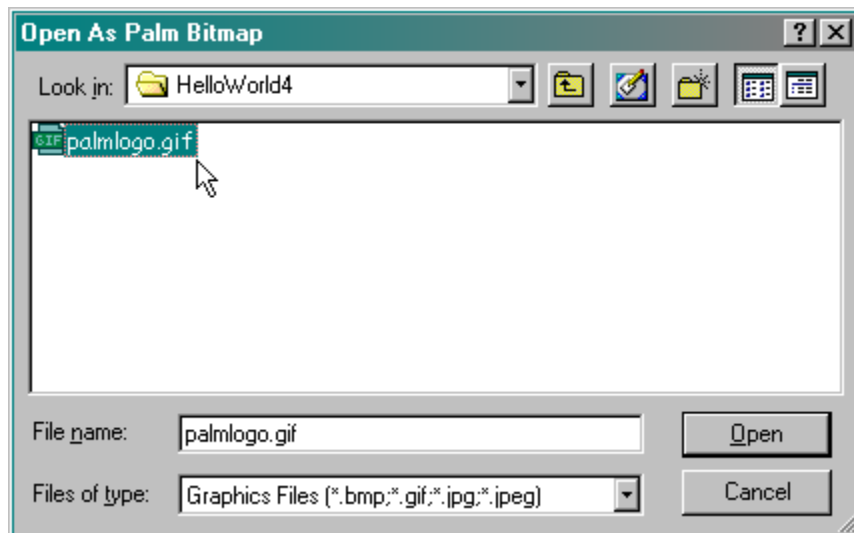 Open As Palm Bitmap
?
Look in: HelloWorld4
GIF palmlogo.gif
File name: palmlogo.gif Open
Files of type: Graphics Files (*.bmp;*.gif;*.jpg;*.jpeg) Cancel